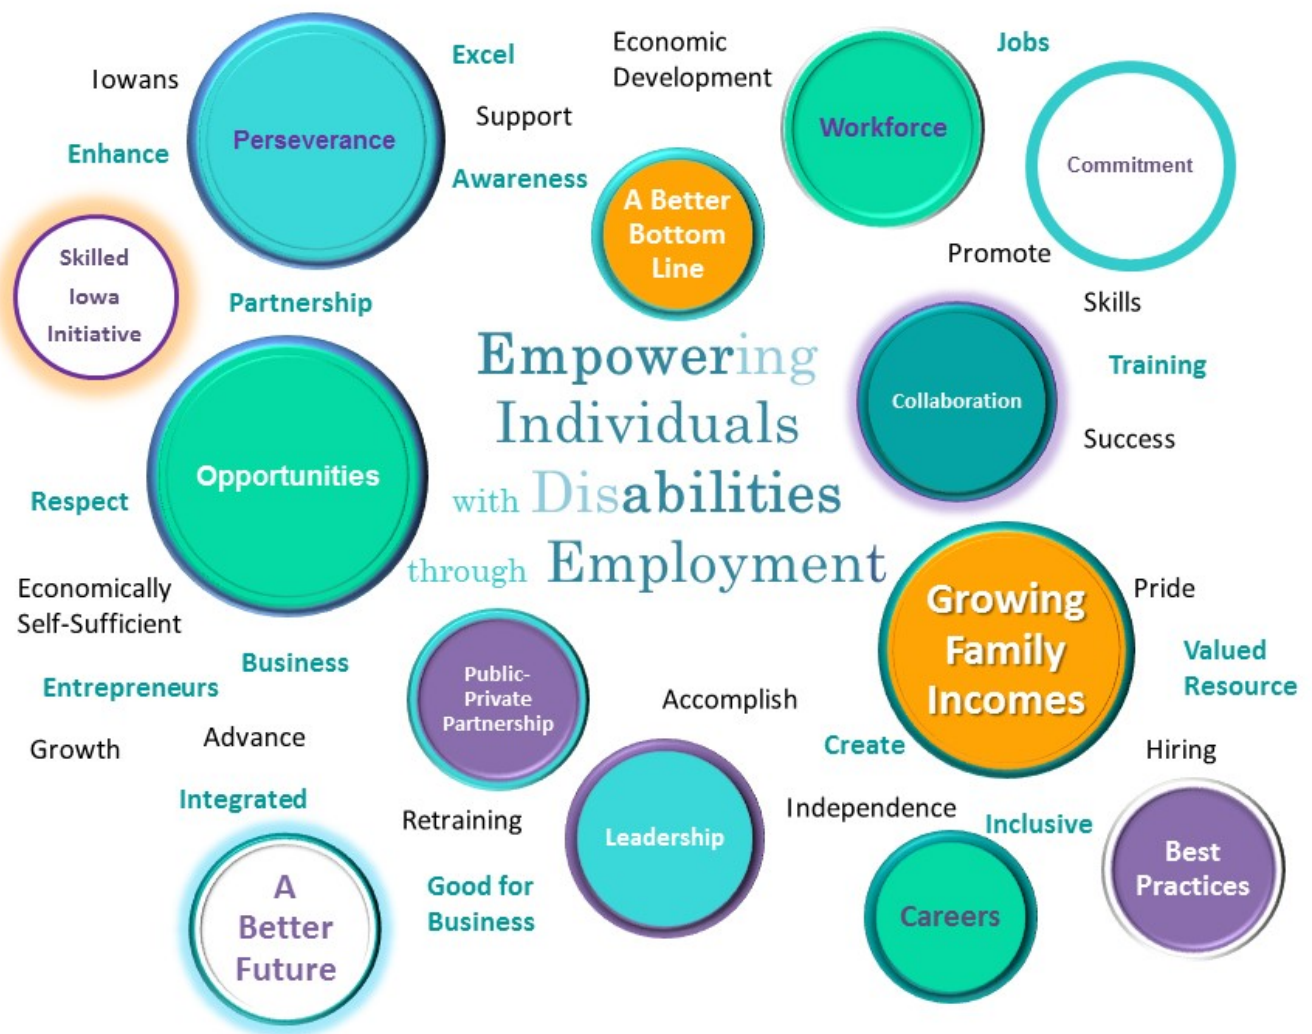 Iowans
Perseverance
Excel
Support
Awareness
Enhance
Economic
Development
Workforce
Jobs
Commitment
A Better
Bottom
Line
Promote
Skills
Skilled
Iowa
Initiative
Partnership
Empowering
Individuals
with Disabilities
through Employment
Collaboration
Training
Success
Opportunities
Respect
Economically
Self-Sufficient
Business
Entrepreneurs
Growth
Advance
Integrated
Public-
Private
Partnership
Accomplish
Growing
Family
Incomes
Pride
Valued
Resource
Create
Hiring
Retraining
Leadership
Independence
Inclusive
Best
Practices
A
Better
Future
Good for
Business
Careers